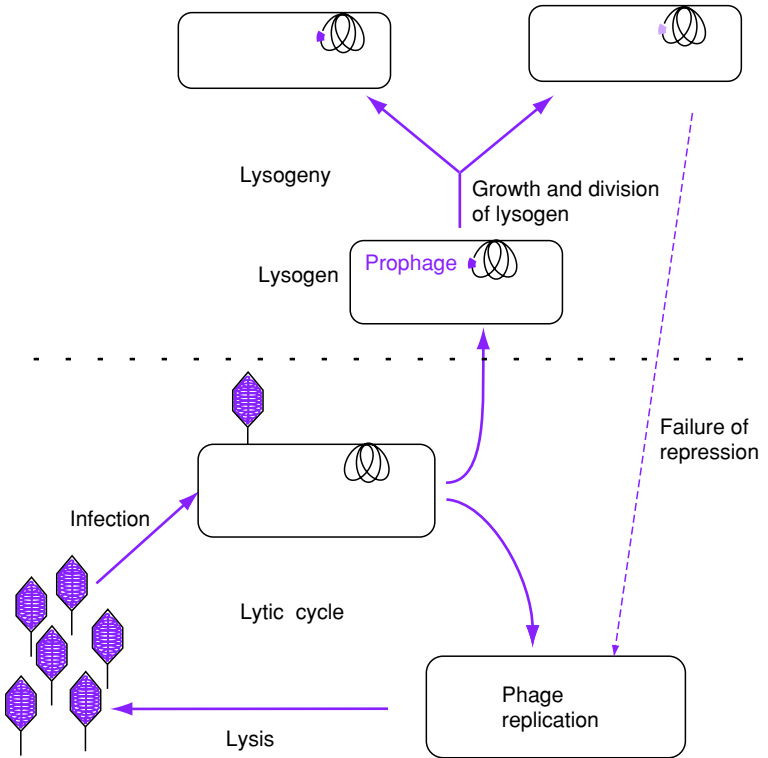 Lysogeny
Growth and division
of lysogen
Lysogen
Prophage
Failure of
repression
Infection
Lytic cycle
Phage
replication
Lysis